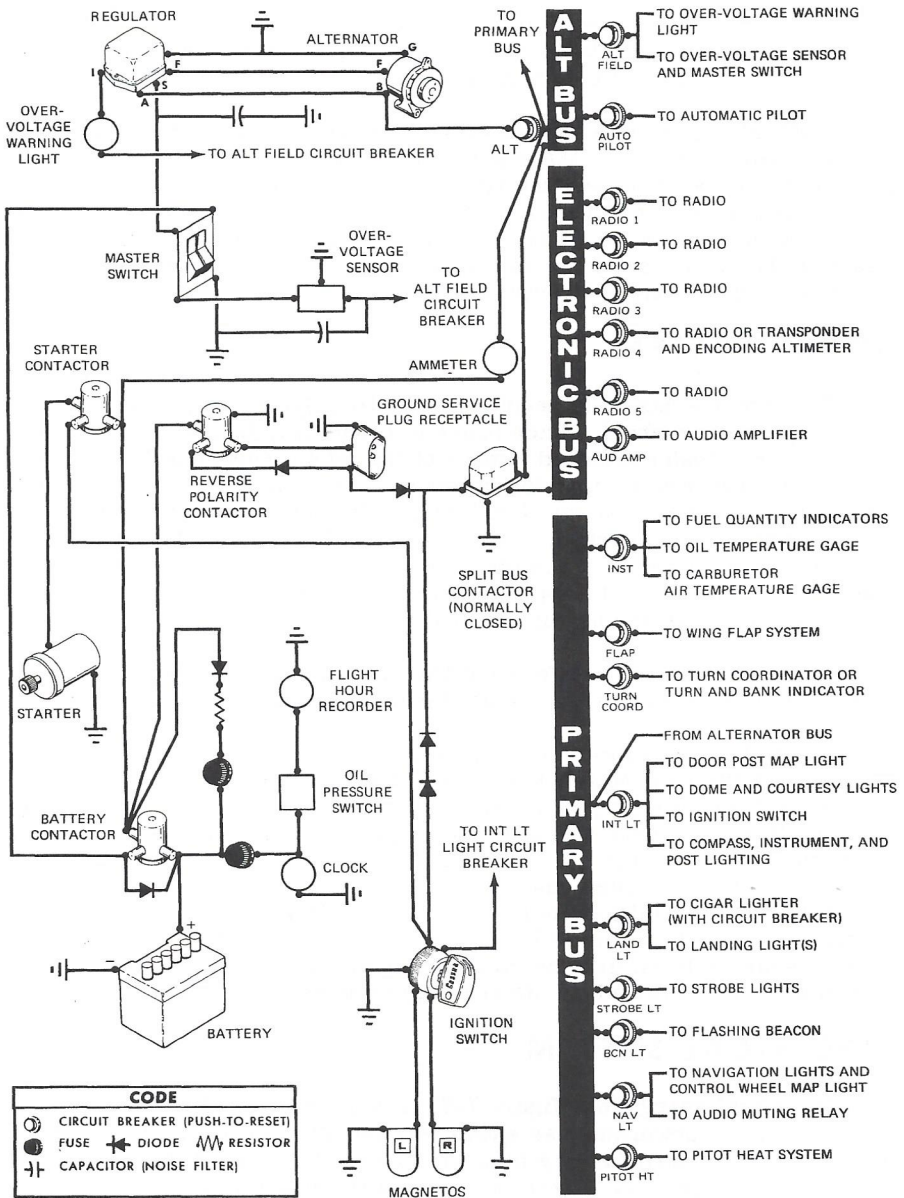 REGULATOR
ALTERNATOR
G
F
F
I
S
A
B
OVER-
VOLTAGE
WARNING
LIGHT
TO ALT FIELD CIRCUIT BREAKER
TO
PRIMARY
BUS
ALT
ALT BUS
ALT
FIELD
TO OVER-VOLTAGE WARNING
LIGHT
TO OVER-VOLTAGE SENSOR
AND MASTER SWITCH
AUTO
PILOT
TO AUTOMATIC PILOT
MASTER
SWITCH
OVER-
VOLTAGE
SENSOR
TO
ALT FIELD
CIRCUIT
BREAKER
ELECTRONIC BUS
RADIO 1
TO RADIO
RADIO 2
TO RADIO
RADIO 3
TO RADIO
RADIO 4
TO RADIO OR TRANSPONDER
AND ENCODING ALTIMETER
RADIO 5
TO RADIO
AUD AMP
TO AUDIO AMPLIFIER
STARTER
CONTACTOR
AMMETER
GROUND SERVICE
PLUG RECEPTACLE
REVERSE
POLARITY
CONTACTOR
SPLIT BUS
CONTACTOR
(NORMALLY
CLOSED)
STARTER
FLIGHT
HOUR
RECORDER
OIL
PRESSURE
SWITCH
BATTERY
CONTACTOR
CLOCK
TO INT LT
LIGHT CIRCUIT
BREAKER
+
−
BATTERY
IGNITION
SWITCH
L
R
MAGNETOS
PRIMARY BUS
INST
TO FUEL QUANTITY INDICATORS
TO OIL TEMPERATURE GAGE
TO CARBURETOR
AIR TEMPERATURE GAGE
FLAP
TO WING FLAP SYSTEM
TURN
COORD
TO TURN COORDINATOR OR
TURN AND BANK INDICATOR
FROM ALTERNATOR BUS
INT LT
TO DOOR POST MAP LIGHT
TO DOME AND COURTESY LIGHTS
TO IGNITION SWITCH
TO COMPASS, INSTRUMENT, AND
POST LIGHTING
LAND
LT
TO CIGAR LIGHTER
(WITH CIRCUIT BREAKER)
TO LANDING LIGHT(S)
STROBE LT
TO STROBE LIGHTS
BCN LT
TO FLASHING BEACON
NAV
LT
TO NAVIGATION LIGHTS AND
CONTROL WHEEL MAP LIGHT
TO AUDIO MUTING RELAY
PITOT HT
TO PITOT HEAT SYSTEM
CODE
CIRCUIT BREAKER (PUSH-TO-RESET)
FUSE DIODE RESISTOR
CAPACITOR (NOISE FILTER)